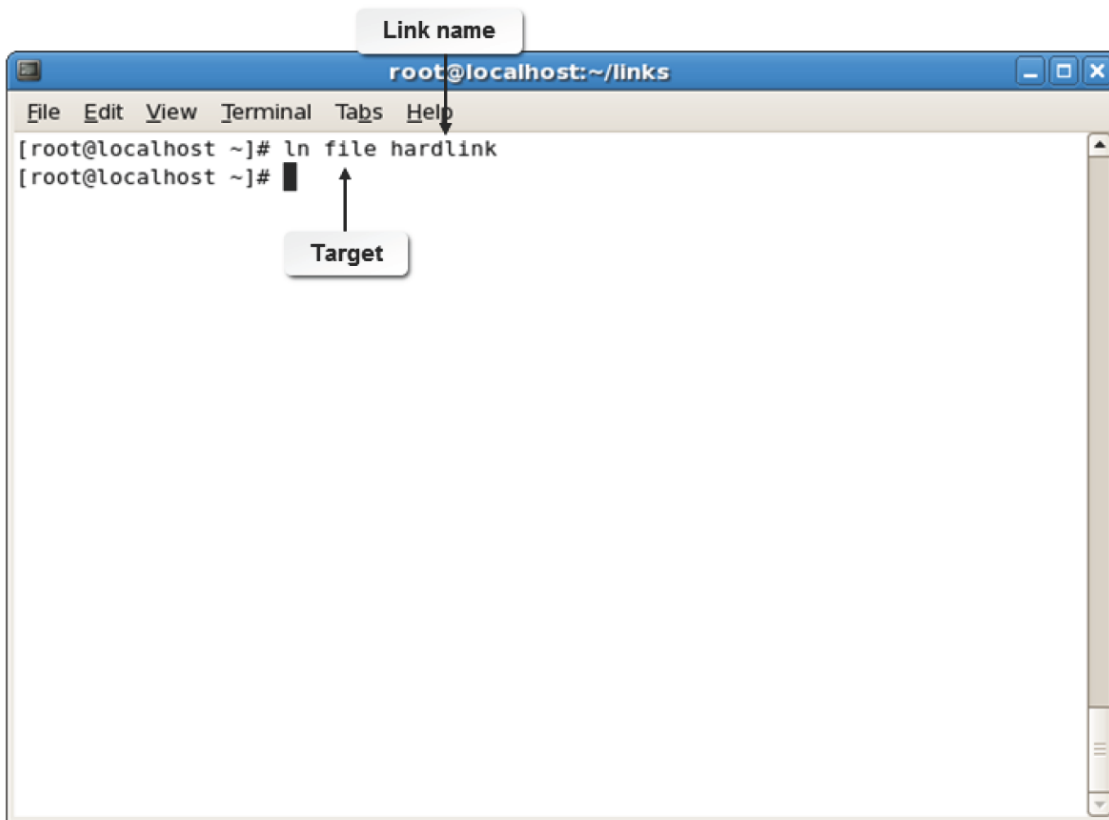 Link name
root@localhost:~/links
File Edit View Terminal Tabs Help
[root@localhost ~]# ln file hardlink
[root@localhost ~]#
Target